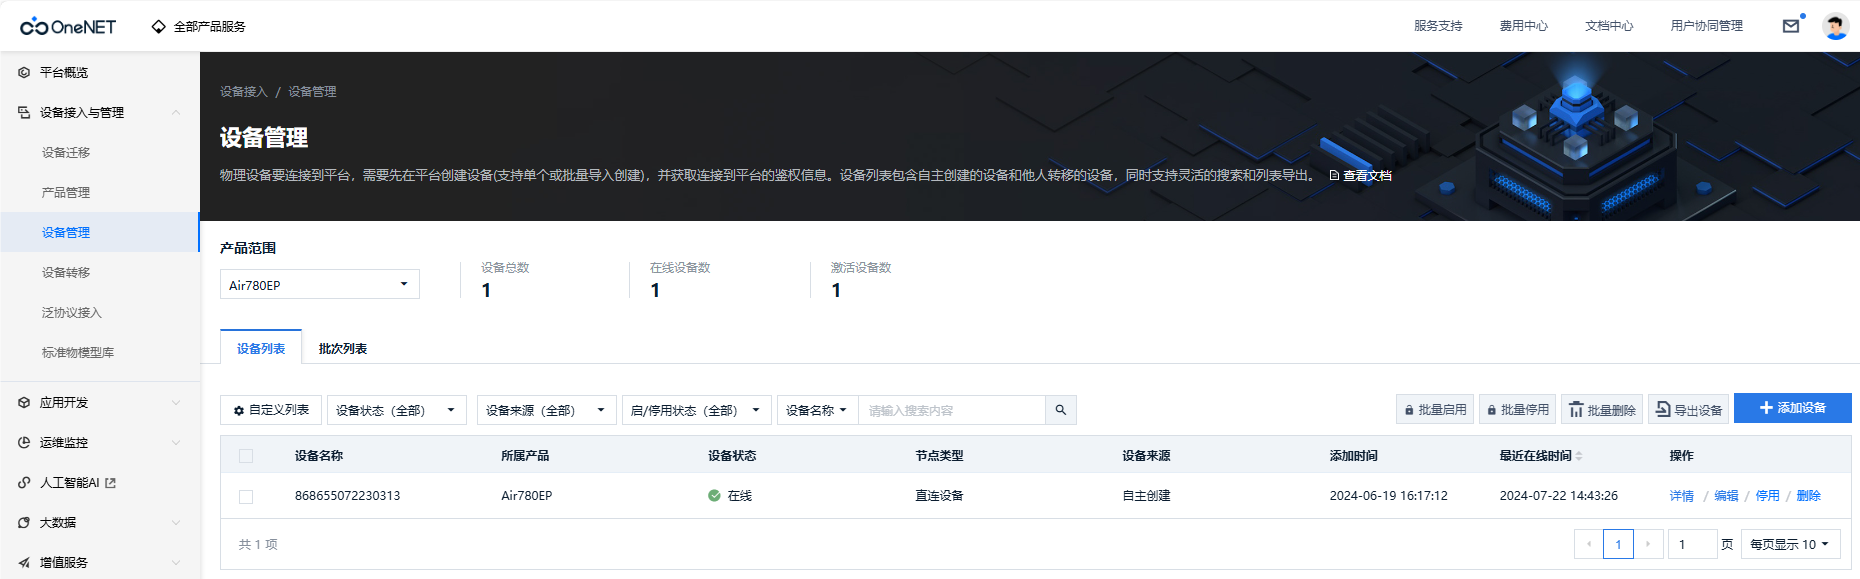 OneNET
全部产品服务
服务支持
费用中心
文档中心
用户协同管理
平台概览
设备接入与管理
设备迁移
产品管理
设备管理
设备转移
泛协议接入
标准物模型库
应用开发
运维监控
人工智能AI
大数据
增值服务
设备接入 / 设备管理
设备管理
物理设备要连接到平台，需要先在平台创建设备(支持单个或批量导入创建)，并获取连接到平台的鉴权信息。设备列表包含自主创建的设备和他人转移的设备，同时支持灵活的搜索和列表导出。 查看文档
产品范围
Air780EP
设备总数
1
在线设备数
1
激活设备数
1
设备列表 批次列表
自定义列表 设备状态（全部） 设备来源（全部） 启/停用状态（全部） 设备名称 请输入搜索内容 批量启用 批量停用 批量删除 导出设备 添加设备
设备名称 所属产品 设备状态 节点类型 设备来源 添加时间 最近在线时间 操作
868655072230313 Air780EP 在线 直连设备 自主创建 2024-06-19 16:17:12 2024-07-22 14:43:26 详情 / 编辑 / 停用 / 删除
共 1 项 1 1 页 每页显示 10